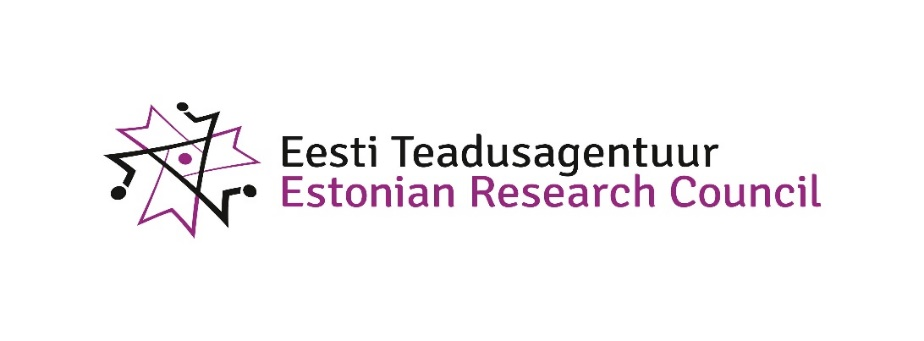 Eesti Teadusagentuur
Estonian Research Council